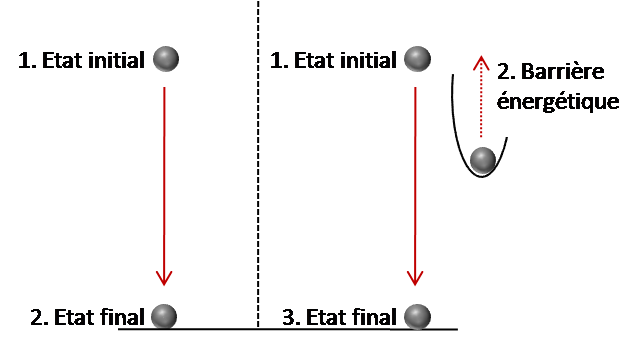 1. Etat initial
2. Etat final
1. Etat initial
2. Barrière
énergétique
3. Etat final